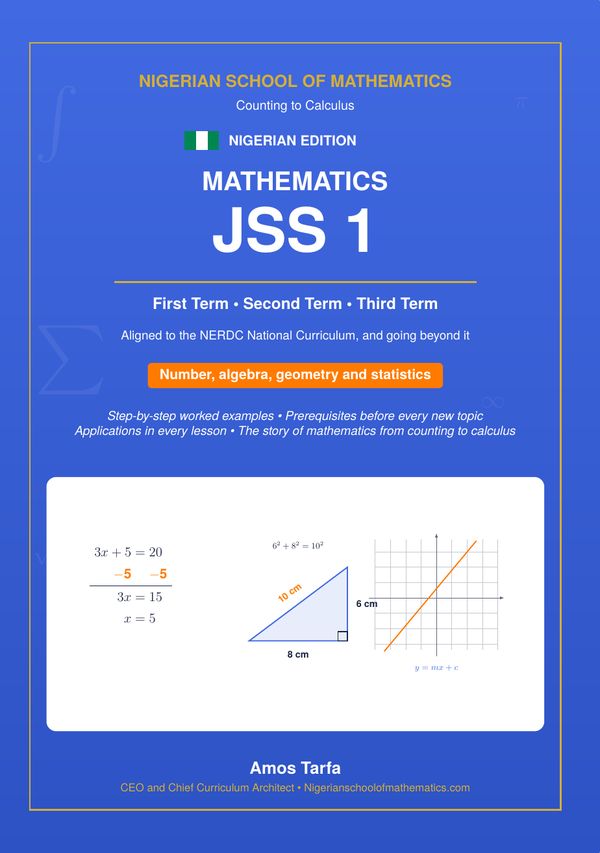 NIGERIAN SCHOOL OF MATHEMATICS
Counting to Calculus
NIGERIAN EDITION
MATHEMATICS
JSS 1
First Term • Second Term • Third Term
Aligned to the NERDC National Curriculum, and going beyond it
Number, algebra, geometry and statistics
Step-by-step worked examples • Prerequisites before every new topic
Applications in every lesson • The story of mathematics from counting to calculus
3x + 5 = 20
−5 −5
3x = 15
x = 5
6² + 8² = 10²
10 cm
6 cm
8 cm
y = mx + c
Amos Tarfa
CEO and Chief Curriculum Architect • Nigerianschoolofmathematics.com
∫
π
∑
∞